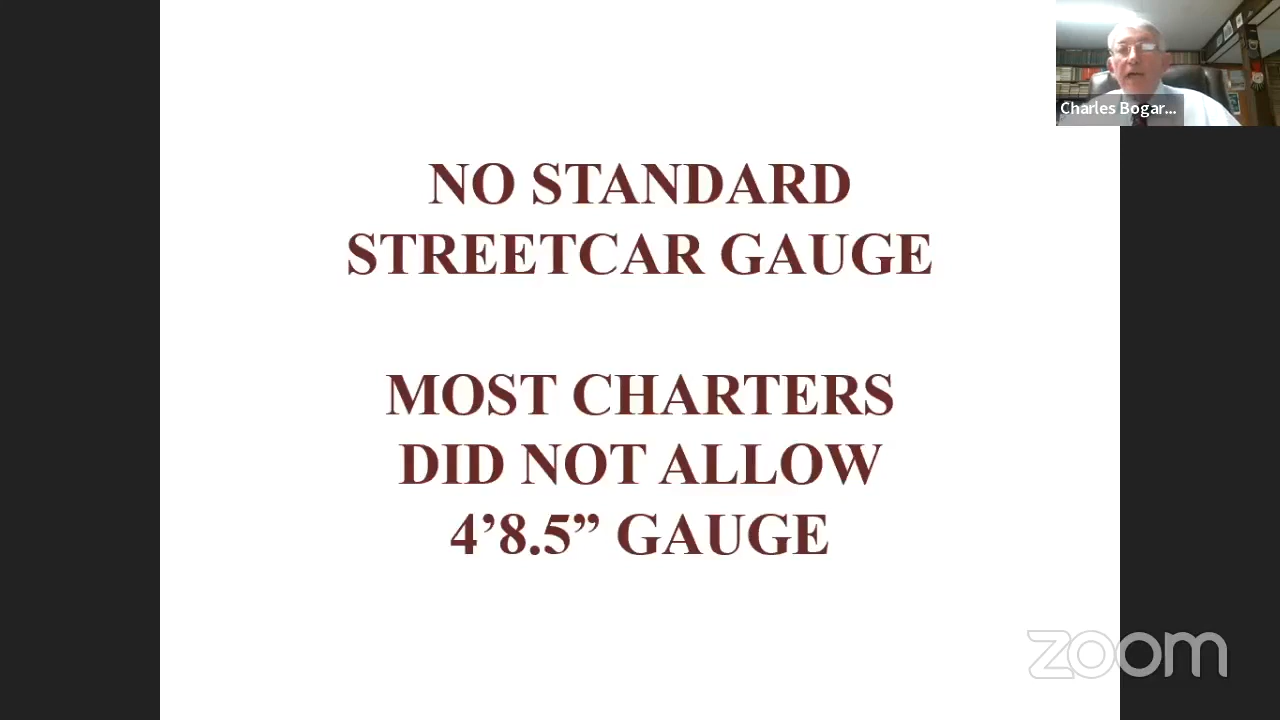 Charles Bogar...
NO STANDARD
STREETCAR GAUGE
MOST CHARTERS
DID NOT ALLOW
4’8.5” GAUGE
zoom